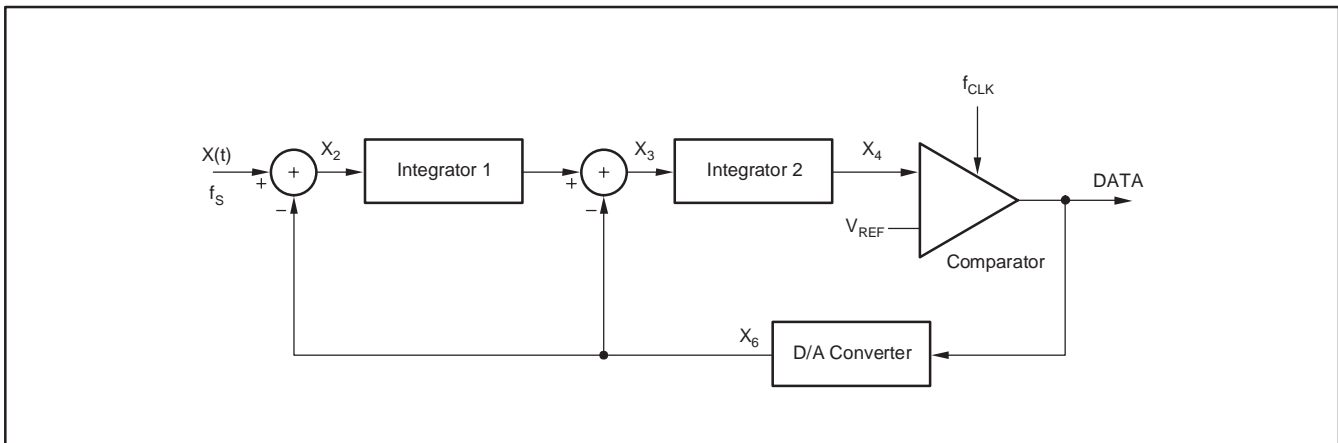 f_CLK
X(t)
X_2
Integrator 1
X_3
Integrator 2
X_4
DATA
+
+
+
+
f_S
–
–
V_REF
Comparator
X_6
D/A Converter